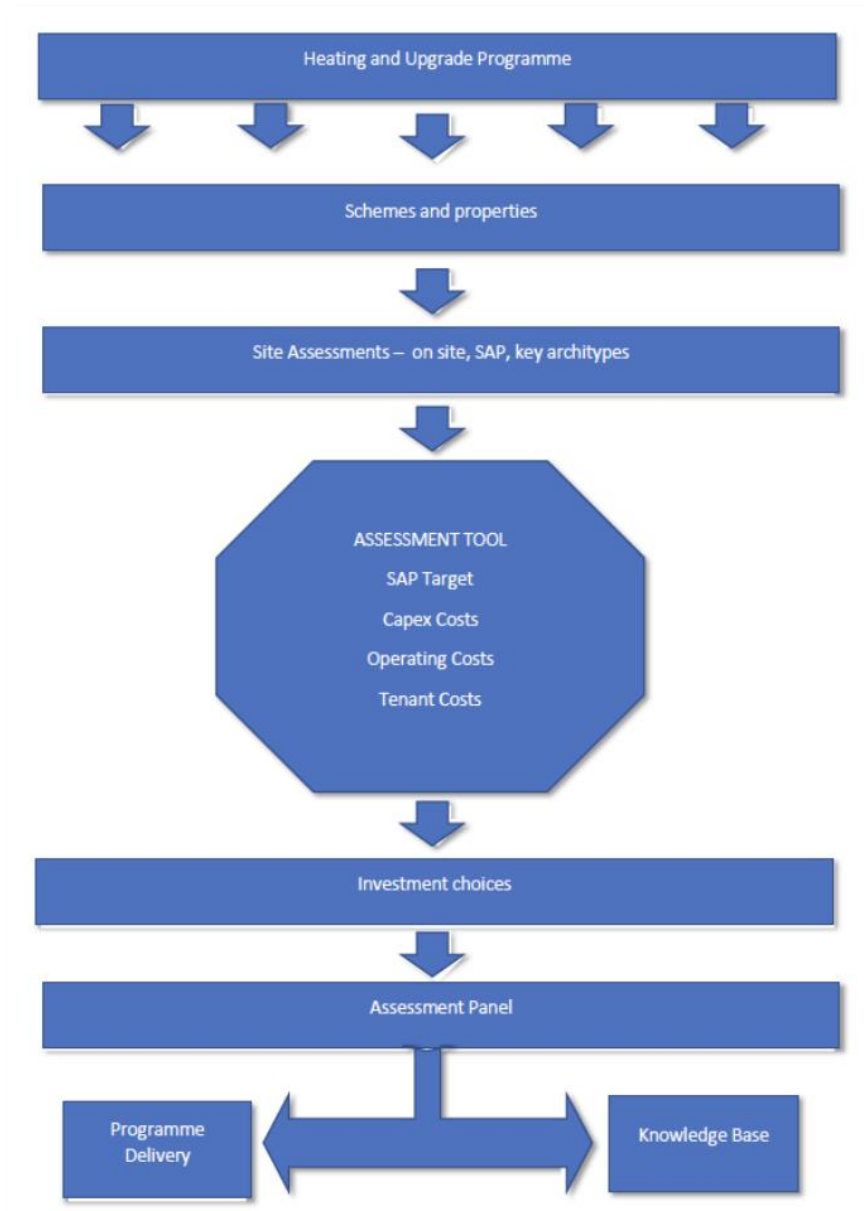 Heating and Upgrade Programme
Schemes and properties
Site Assessments – on site, SAP, key architypes
ASSESSMENT TOOL
SAP Target
Capex Costs
Operating Costs
Tenant Costs
Investment choices
Assessment Panel
Programme
Delivery
Knowledge Base